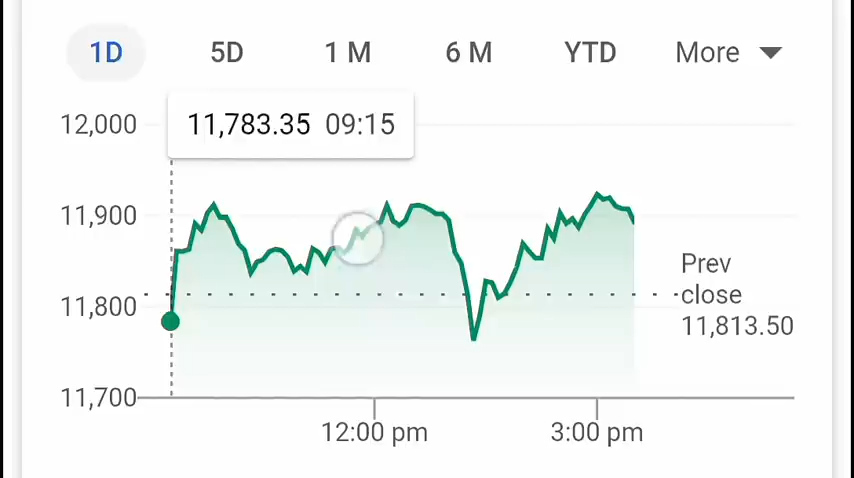 1D 5D 1 M 6 M YTD More
12,000
11,783.35 09:15
11,900
Prev
close
11,813.50
11,800
11,700
12:00 pm 3:00 pm